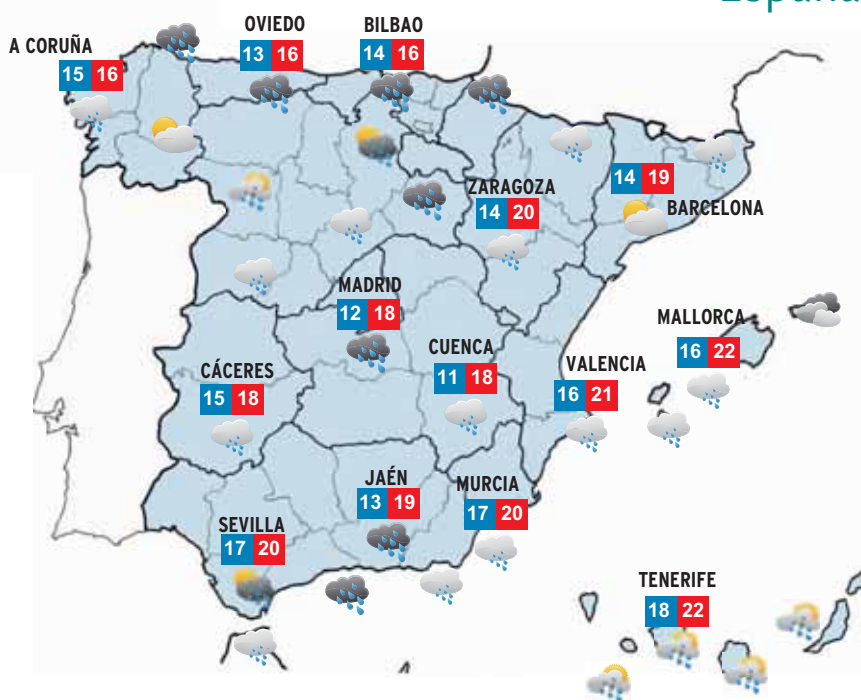 España
OVIEDO
13 16
BILBAO
14 16
A CORUÑA
15 16
ZARAGOZA
14 20
14 19
BARCELONA
MADRID
12 18
MALLORCA
16 22
CUENCA
11 18
VALENCIA
16 21
CÁCERES
15 18
JAÉN
13 19
MURCIA
17 20
SEVILLA
17 20
TENERIFE
18 22